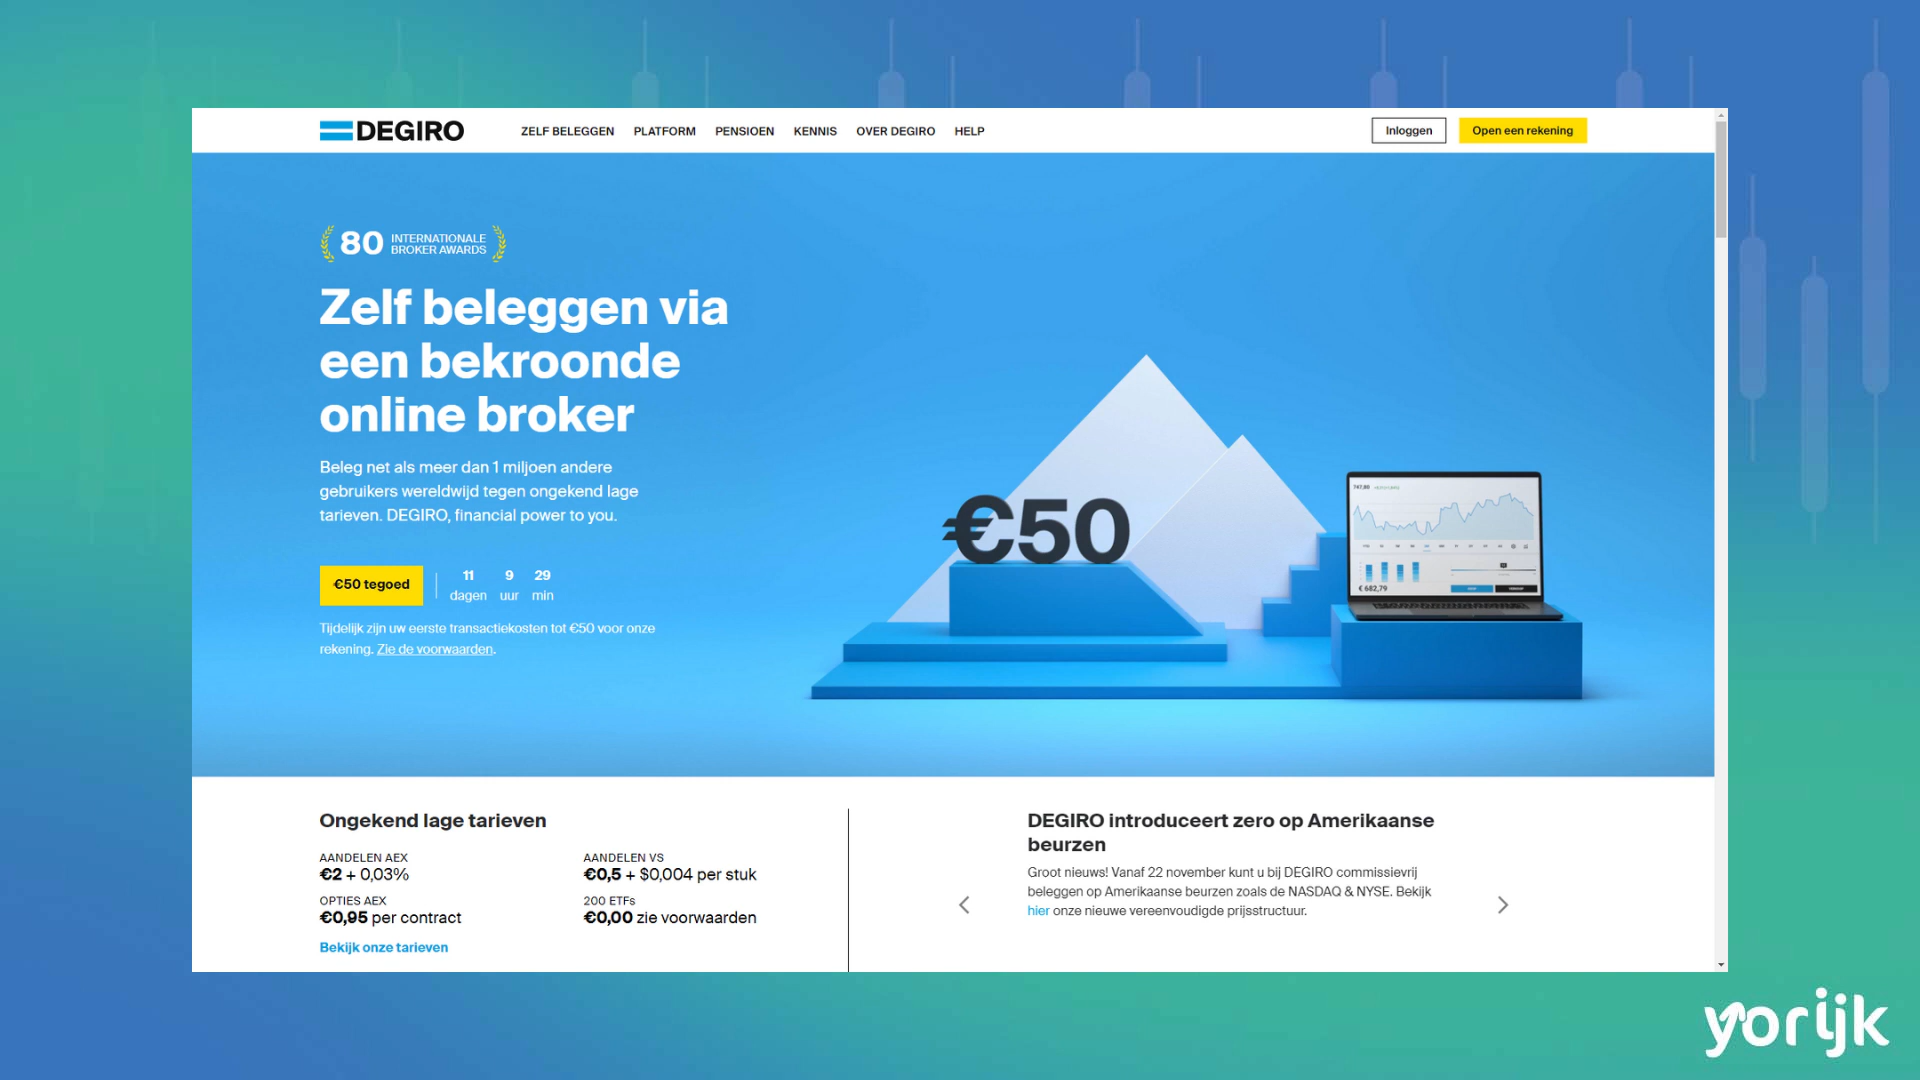 DEGIRO
ZELF BELEGGEN PLATFORM PENSIOEN KENNIS OVER DEGIRO HELP
Inloggen
Open een rekening
80 INTERNATIONALE
BROKER AWARDS
Zelf beleggen via
een bekroonde
online broker
Beleg net als meer dan 1 miljoen andere
gebruikers wereldwijd tegen ongekend lage
tarieven. DEGIRO, financial power to you.
€50 tegoed
11 9 29
dagen uur min
Tijdelijk zijn uw eerste transactiekosten tot €50 voor onze
rekening. Zie de voorwaarden.
€50
€ 682,79
Ongekend lage tarieven
AANDELEN AEX
€2 + 0,03%
AANDELEN VS
€0,5 + $0,004 per stuk
OPTIES AEX
€0,95 per contract
200 ETFs
€0,00 zie voorwaarden
Bekijk onze tarieven
DEGIRO introduceert zero op Amerikaanse
beurzen
Groot nieuws! Vanaf 22 november kunt u bij DEGIRO commissievrij
beleggen op Amerikaanse beurzen zoals de NASDAQ & NYSE. Bekijk
hier onze nieuwe vereenvoudigde prijsstructuur.
yorijk